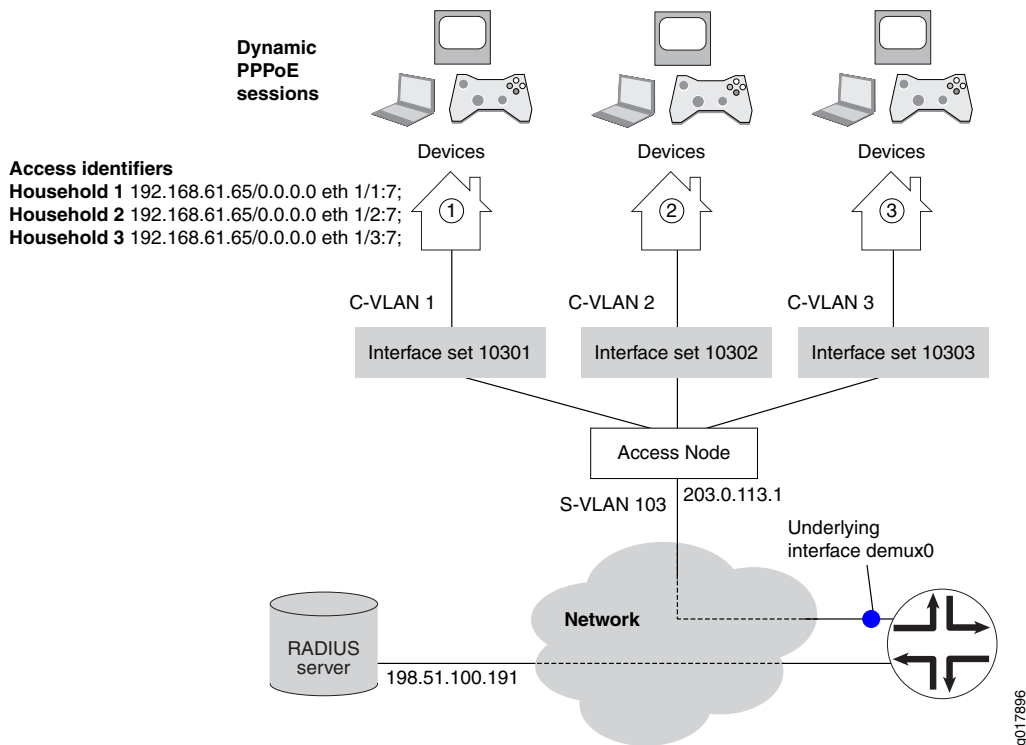 Dynamic
PPPoE
sessions
Devices
Devices
Devices
Access identifiers
Household 1 192.168.61.65/0.0.0.0 eth 1/1:7;
Household 2 192.168.61.65/0.0.0.0 eth 1/2:7;
Household 3 192.168.61.65/0.0.0.0 eth 1/3:7;
1
2
3
C-VLAN 1
C-VLAN 2
C-VLAN 3
Interface set 10301
Interface set 10302
Interface set 10303
Access Node
S-VLAN 103
203.0.113.1
Underlying
interface demux0
Network
RADIUS
server
198.51.100.191
g017896